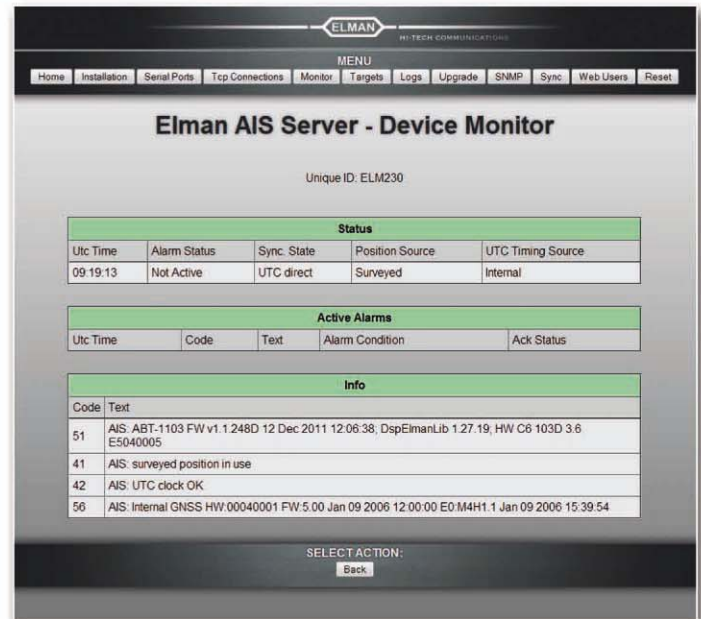 ELMAN
HI-TECH COMMUNICATIONS
MENU
Home Installation Serial Ports Tcp Connections Monitor Targets Logs Upgrade SNMP Sync Web Users Reset
Elman AIS Server - Device Monitor
Unique ID: ELM230
Status
Utc Time Alarm Status Sync. State Position Source UTC Timing Source
09:19:13 Not Active UTC direct Surveyed Internal
Active Alarms
Utc Time Code Text Alarm Condition Ack Status
Info
Code Text
51 AIS: ABT-1103 FW v1.1.248D 12 Dec 2011 12:06:38; DspElmanLib 1.27.19; HW C6 103D 3.6
E5040005
41 AIS: surveyed position in use
42 AIS: UTC clock OK
56 AIS: Internal GNSS HW:00040001 FW:5.00 Jan 09 2006 12:00:00 E0:M4H1.1 Jan 09 2006 15:39:54
SELECT ACTION:
Back